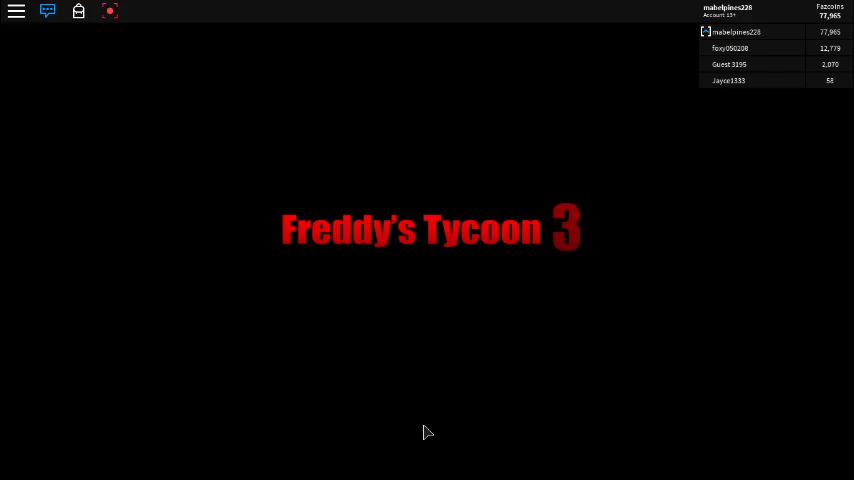 mabelpines228
Account: 13+
Fazcoins
77,965
mabelpines228 77,965
foxy050208 12,779
Guest 3195 2,070
Jayce1333 58
Freddy's Tycoon 3